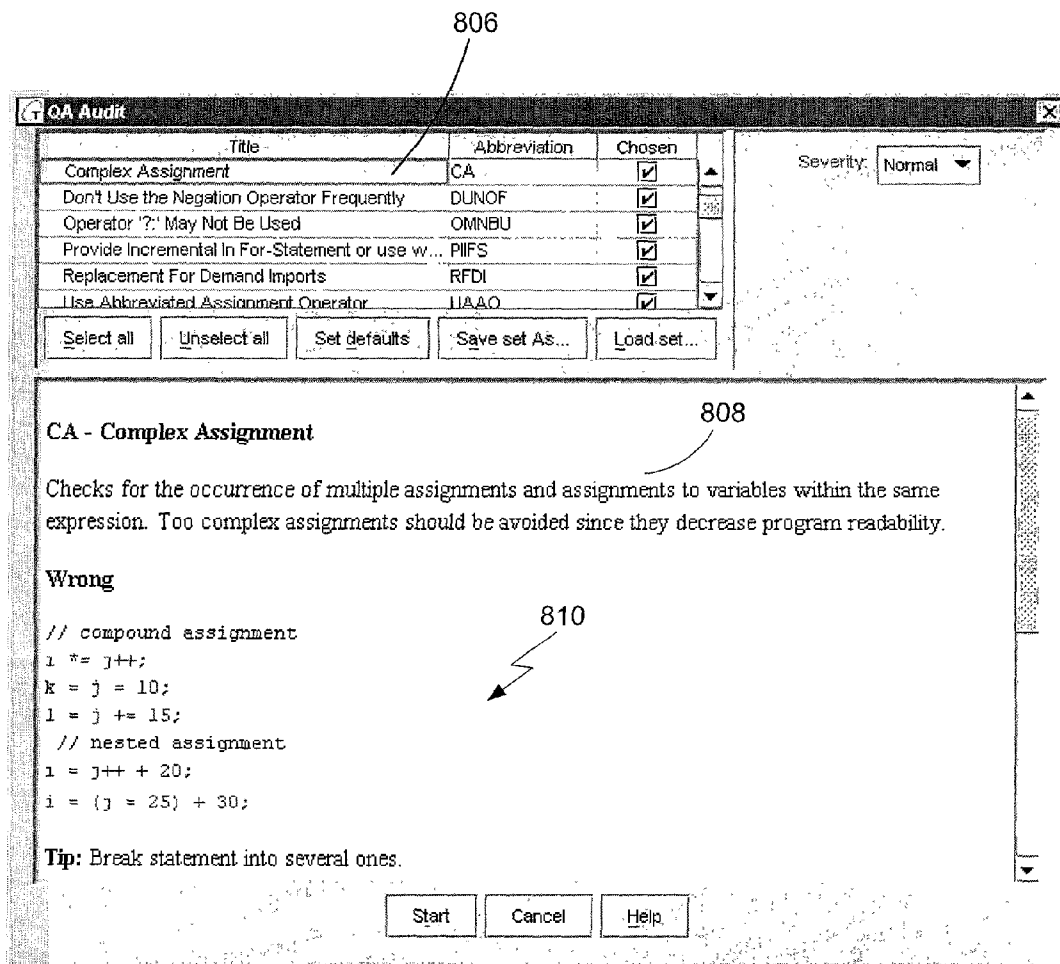 806
QA Audit
Title Abbreviation Chosen
Complex Assignment CA
Don't Use the Negation Operator Frequently DUNOF
Operator '?:' May Not Be Used OMNBU
Provide Incremental In For-Statement or use w... PIIFS
Replacement For Demand Imports RFDI
Use Abbreviated Assignment Operator UAAO
Severity: Normal
Select all Unselect all Set defaults Save set As... Load set...
CA - Complex Assignment
808
Checks for the occurrence of multiple assignments and assignments to variables within the same
expression. Too complex assignments should be avoided since they decrease program readability.
Wrong
810
// compound assignment
i *= j++;
k = j = 10;
l = j += 15;
// nested assignment
i = j++ + 20;
i = (j = 25) + 30;
Tip: Break statement into several ones.
Start Cancel Help